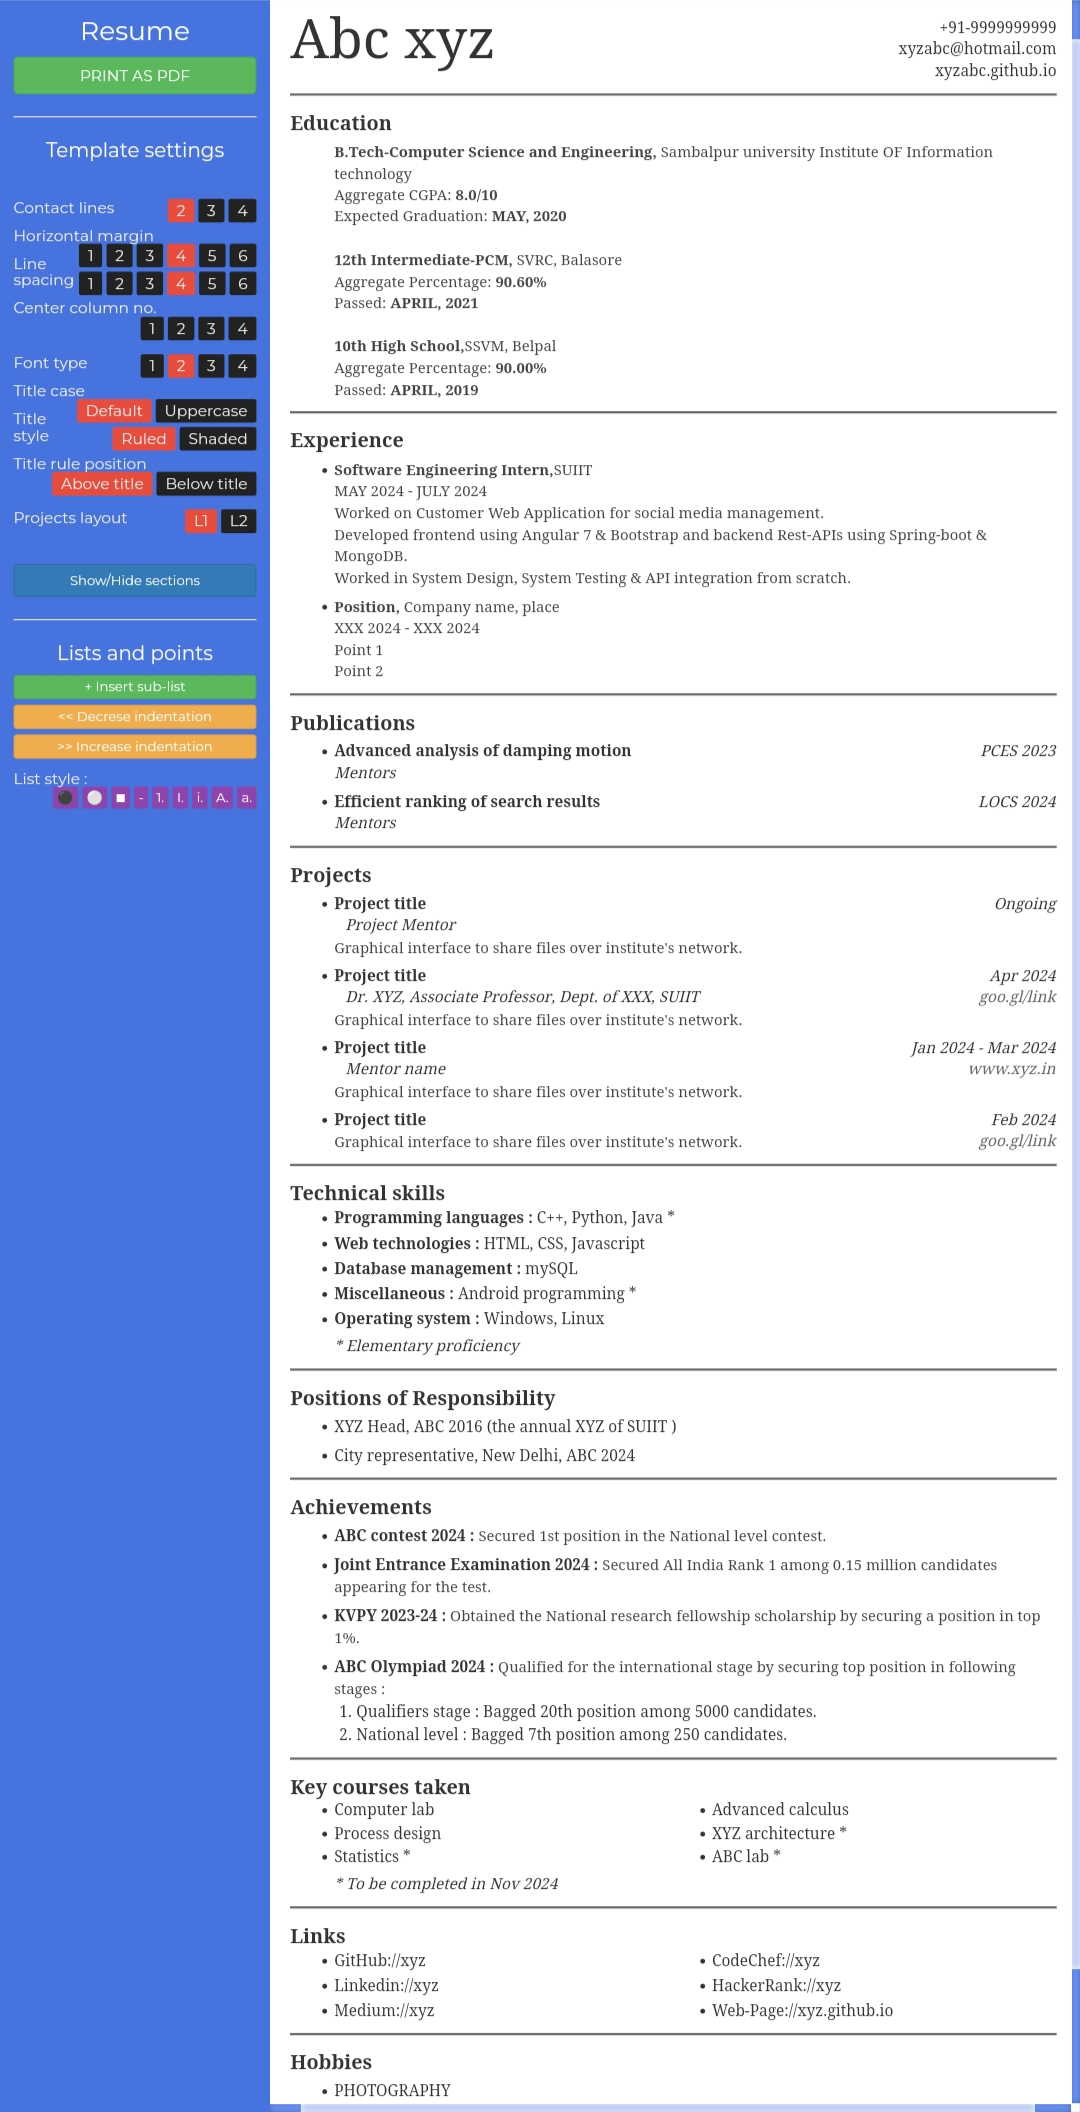 Resume
PRINT AS PDF
Template settings
Contact lines 2 3 4
Horizontal margin
1 2 3 4 5 6
Line
spacing 1 2 3 4 5 6
Center column no.
1 2 3 4
Font type 1 2 3 4
Title case
Default Uppercase
Title
style Ruled Shaded
Title rule position
Above title Below title
Projects layout L1 L2
Show/Hide sections
Lists and points
+ Insert sub-list
<< Decrese indentation
>> Increase indentation
List style :
- 1. I. i. A. a.
Abc xyz
+91-9999999999
xyzabc@hotmail.com
xyzabc.github.io
Education
B.Tech-Computer Science and Engineering, Sambalpur university Institute OF Information
technology
Aggregate CGPA: 8.0/10
Expected Graduation: MAY, 2020
12th Intermediate-PCM, SVRC, Balasore
Aggregate Percentage: 90.60%
Passed: APRIL, 2021
10th High School,SSVM, Belpal
Aggregate Percentage: 90.00%
Passed: APRIL, 2019
Experience
• Software Engineering Intern,SUIIT
MAY 2024 - JULY 2024
Worked on Customer Web Application for social media management.
Developed frontend using Angular 7 & Bootstrap and backend Rest-APIs using Spring-boot &
MongoDB.
Worked in System Design, System Testing & API integration from scratch.
• Position, Company name, place
XXX 2024 - XXX 2024
Point 1
Point 2
Publications
• Advanced analysis of damping motion PCES 2023
Mentors
• Efficient ranking of search results LOCS 2024
Mentors
Projects
• Project title Ongoing
Project Mentor
Graphical interface to share files over institute's network.
• Project title Apr 2024
Dr. XYZ, Associate Professor, Dept. of XXX, SUIIT goo.gl/link
Graphical interface to share files over institute's network.
• Project title Jan 2024 - Mar 2024
Mentor name www.xyz.in
Graphical interface to share files over institute's network.
• Project title Feb 2024
Graphical interface to share files over institute's network. goo.gl/link
Technical skills
• Programming languages : C++, Python, Java *
• Web technologies : HTML, CSS, Javascript
• Database management : mySQL
• Miscellaneous : Android programming *
• Operating system : Windows, Linux
* Elementary proficiency
Positions of Responsibility
• XYZ Head, ABC 2016 (the annual XYZ of SUIIT )
• City representative, New Delhi, ABC 2024
Achievements
• ABC contest 2024 : Secured 1st position in the National level contest.
• Joint Entrance Examination 2024 : Secured All India Rank 1 among 0.15 million candidates
appearing for the test.
• KVPY 2023-24 : Obtained the National research fellowship scholarship by securing a position in top
1%.
• ABC Olympiad 2024 : Qualified for the international stage by securing top position in following
stages :
1. Qualifiers stage : Bagged 20th position among 5000 candidates.
2. National level : Bagged 7th position among 250 candidates.
Key courses taken
• Computer lab • Advanced calculus
• Process design • XYZ architecture *
• Statistics * • ABC lab *
* To be completed in Nov 2024
Links
• GitHub://xyz • CodeChef://xyz
• Linkedin://xyz • HackerRank://xyz
• Medium://xyz • Web-Page://xyz.github.io
Hobbies
• PHOTOGRAPHY